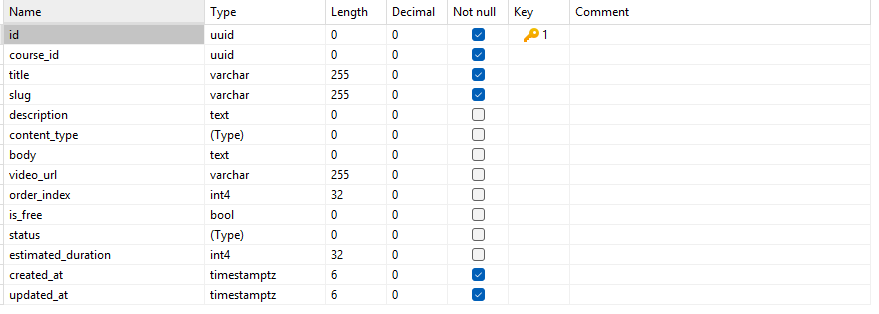 Name Type Length Decimal Not null Key Comment
id uuid 0 0 1
course_id uuid 0 0
title varchar 255 0
slug varchar 255 0
description text 0 0
content_type (Type) 0 0
body text 0 0
video_url varchar 255 0
order_index int4 32 0
is_free bool 0 0
status (Type) 0 0
estimated_duration int4 32 0
created_at timestamptz 6 0
updated_at timestamptz 6 0